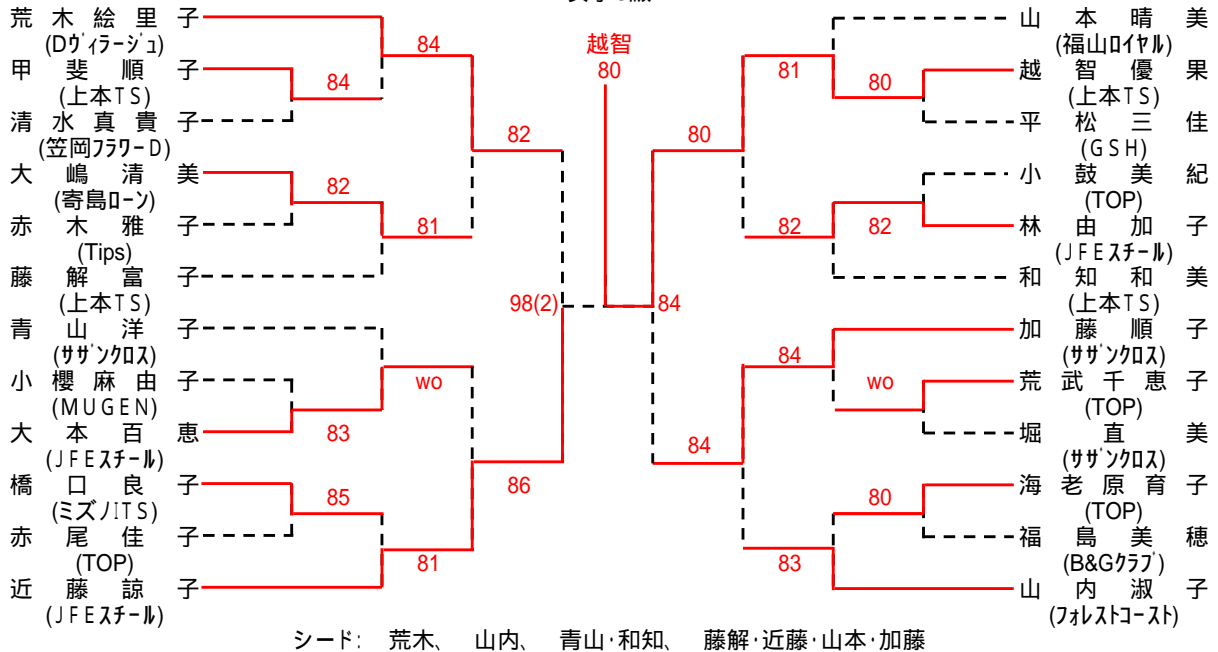 荒木絵里子
(Dヴィラージュ)
甲斐順子
(上本TS)
清水真貴子
(笠岡フラワーD)
大嶋清美
(寄島ローン)
赤木雅子
(Tips)
藤解富子
(上本TS)
青山洋子
(サザンクロス)
小櫻麻由子
(MUGEN)
大本百恵
(JFEスチール)
橋口良子
(ミズノITS)
赤尾佳子
(TOP)
近藤諒子
(JFEスチール)
84
84
82
82
81
98(2)
wo
83
86
85
81
越智
80
山本晴美
(福山ロイヤル)
越智優果
(上本TS)
平松三佳
(GSH)
小鼓美紀
(TOP)
林由加子
(JFEスチール)
和知和美
(上本TS)
加藤順子
(サザンクロス)
荒武千恵子
(TOP)
堀直美
(サザンクロス)
海老原育子
(TOP)
福島美穂
(B&Gクラブ)
山内淑子
(フォレストコースト)
81
80
80
82
82
84
84
wo
84
80
83
シード: 荒木、 山内、 青山・和知、 藤解・近藤・山本・加藤